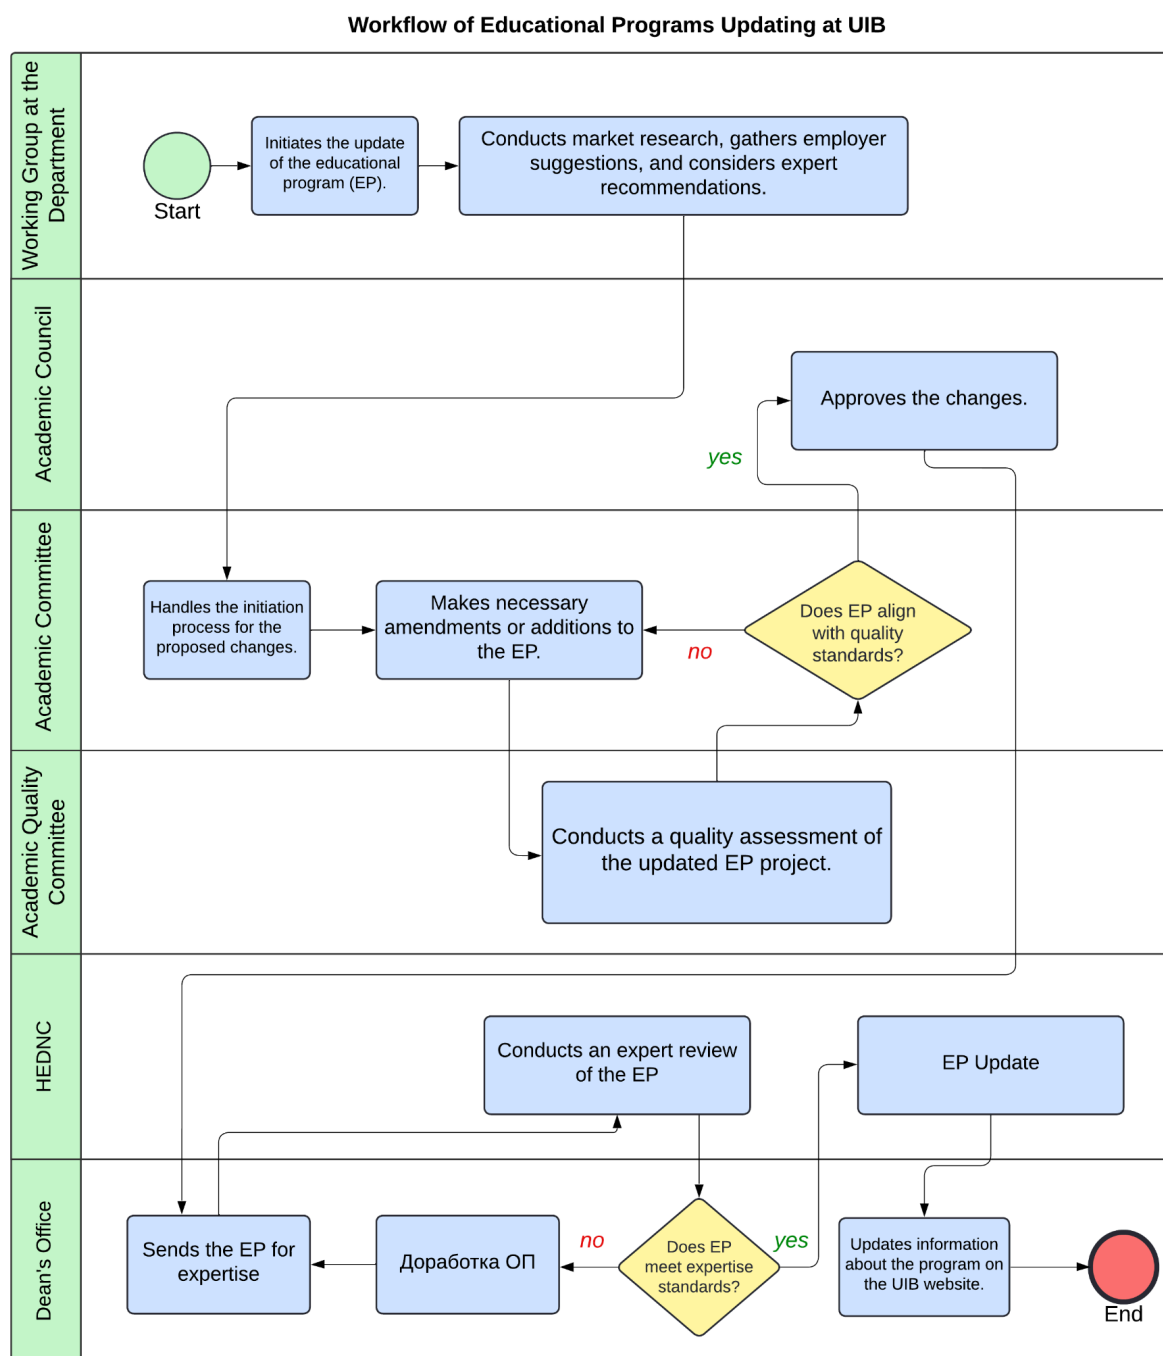 Workflow of Educational Programs Updating at UIB
Working Group at the
Department
Start
Initiates the update
of the educational
program (EP).
Conducts market research, gathers employer
suggestions, and considers expert
recommendations.
Academic Council
Approves the changes.
yes
Academic Committee
Handles the initiation
process for the
proposed changes.
Makes necessary
amendments or additions to
the EP.
no
Does EP align
with quality
standards?
Academic Quality
Committee
Conducts a quality assessment of
the updated EP project.
HEDNC
Conducts an expert review
of the EP
EP Update
Dean's Office
Sends the EP for
expertise
Доработка ОП
no
Does EP
meet expertise
standards?
yes
Updates information
about the program on
the UIB website.
End